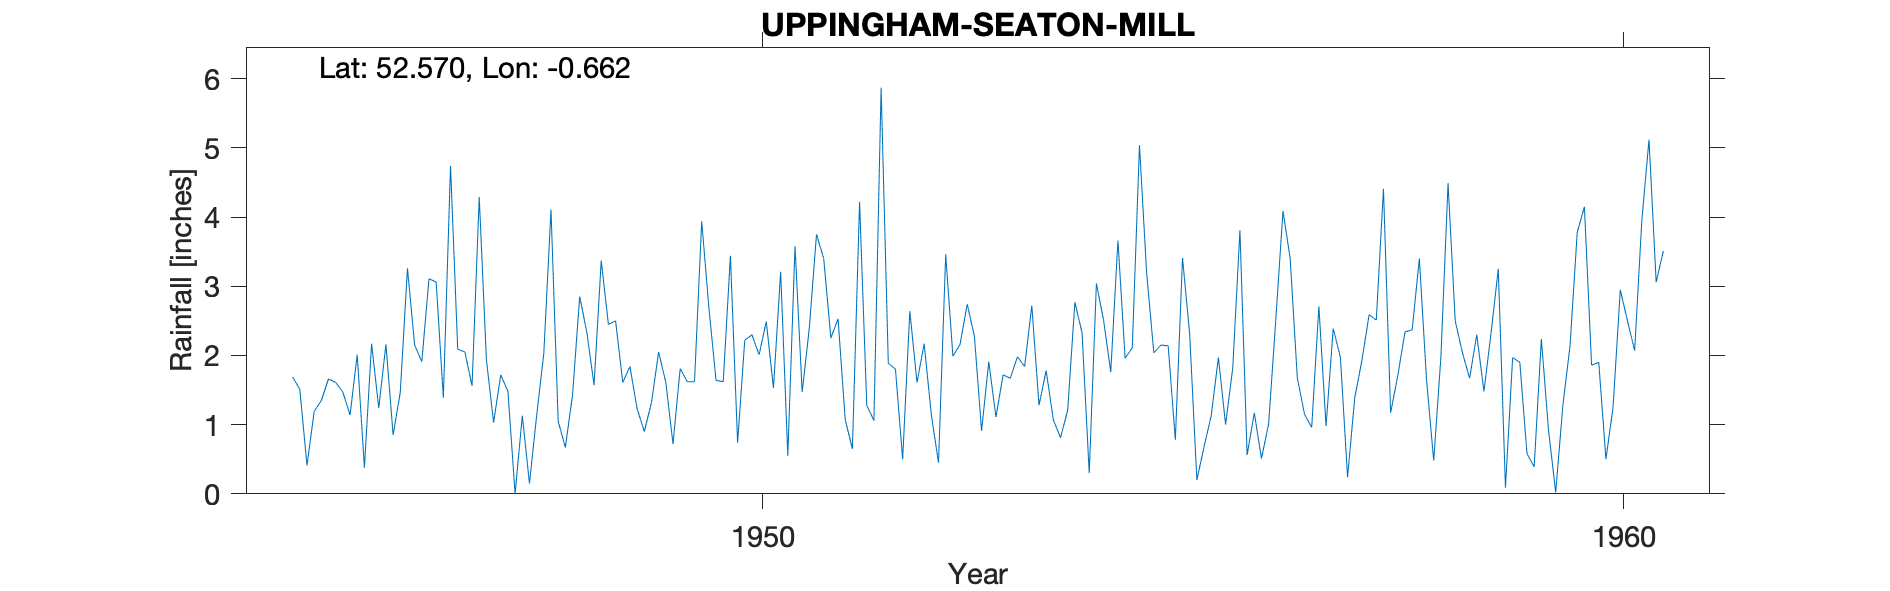 UPPINGHAM-SEATON-MILL
Lat: 52.570, Lon: -0.662
6
5
4
3
2
1
0
Rainfall [inches]
1950
1960
Year